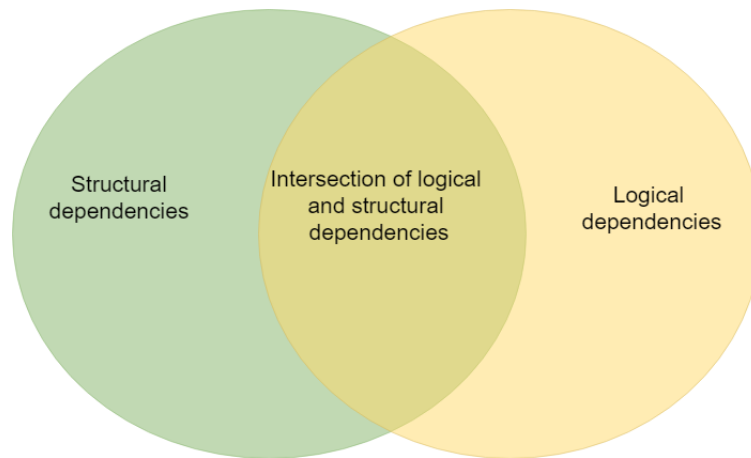 Structural
dependencies
Intersection of logical
and structural
dependencies
Logical
dependencies